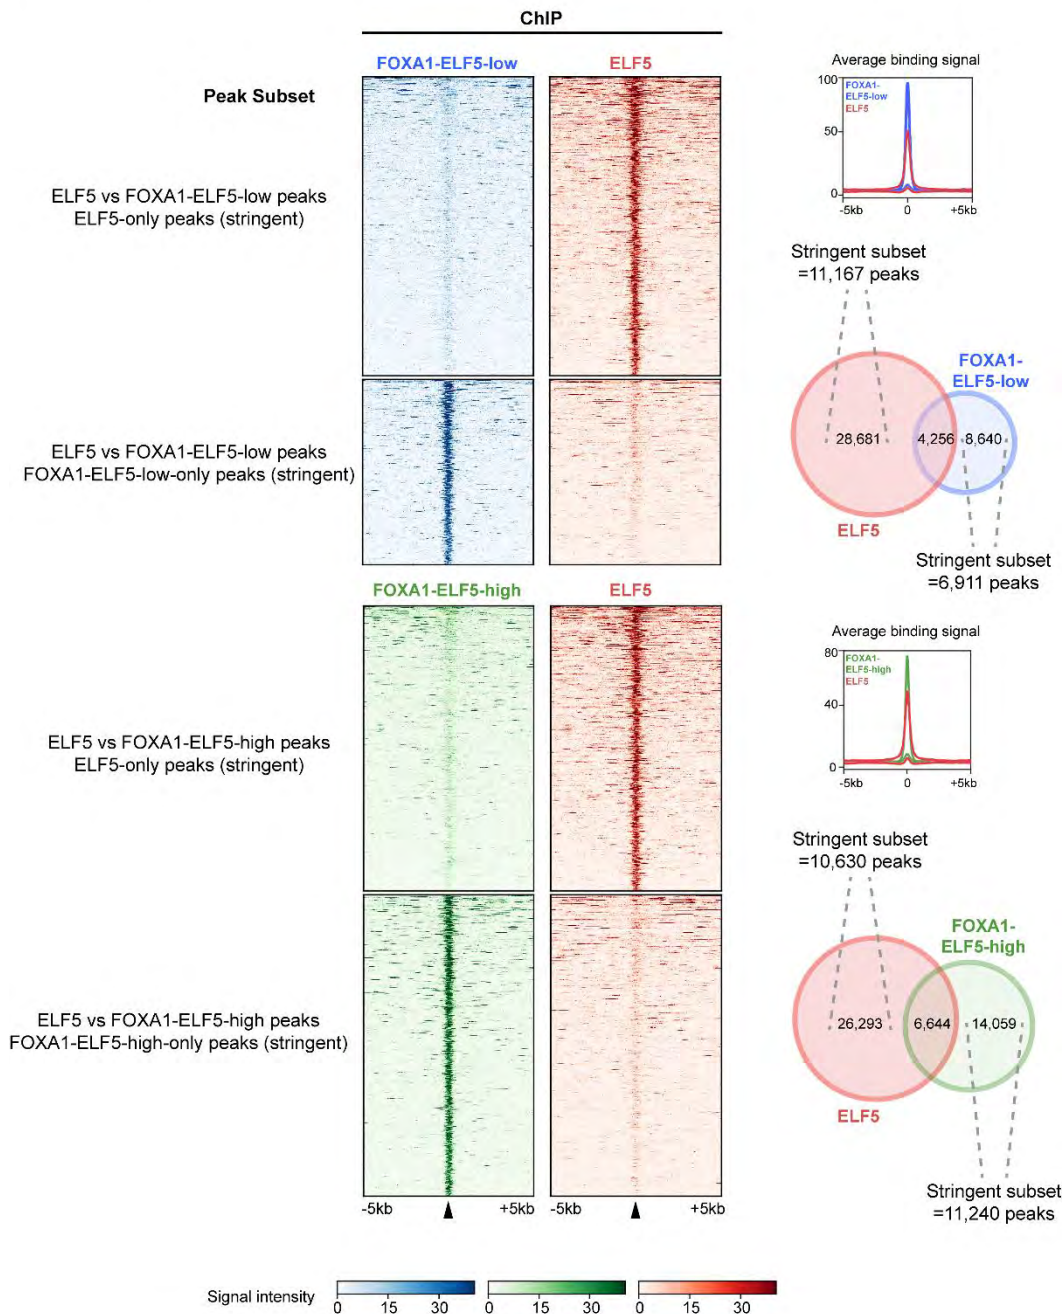 ChIP
FOXA1-ELF5-low
ELF5
Peak Subset
ELF5 vs FOXA1-ELF5-low peaks
ELF5-only peaks (stringent)
ELF5 vs FOXA1-ELF5-low peaks
FOXA1-ELF5-low-only peaks (stringent)
Average binding signal
100
50
0
FOXA1-
ELF5-low
ELF5
-5kb 0 +5kb
Stringent subset
=11,167 peaks
FOXA1-
ELF5-low
28,681 4,256 8,640
ELF5
Stringent subset
=6,911 peaks
FOXA1-ELF5-high
ELF5
ELF5 vs FOXA1-ELF5-high peaks
ELF5-only peaks (stringent)
ELF5 vs FOXA1-ELF5-high peaks
FOXA1-ELF5-high-only peaks (stringent)
-5kb +5kb -5kb +5kb
Average binding signal
80
40
0
FOXA1-
ELF5-high
ELF5
-5kb 0 +5kb
Stringent subset
=10,630 peaks
FOXA1-
ELF5-high
26,293 6,644 14,059
ELF5
Stringent subset
=11,240 peaks
Signal intensity
0 15 30 0 15 30 0 15 30